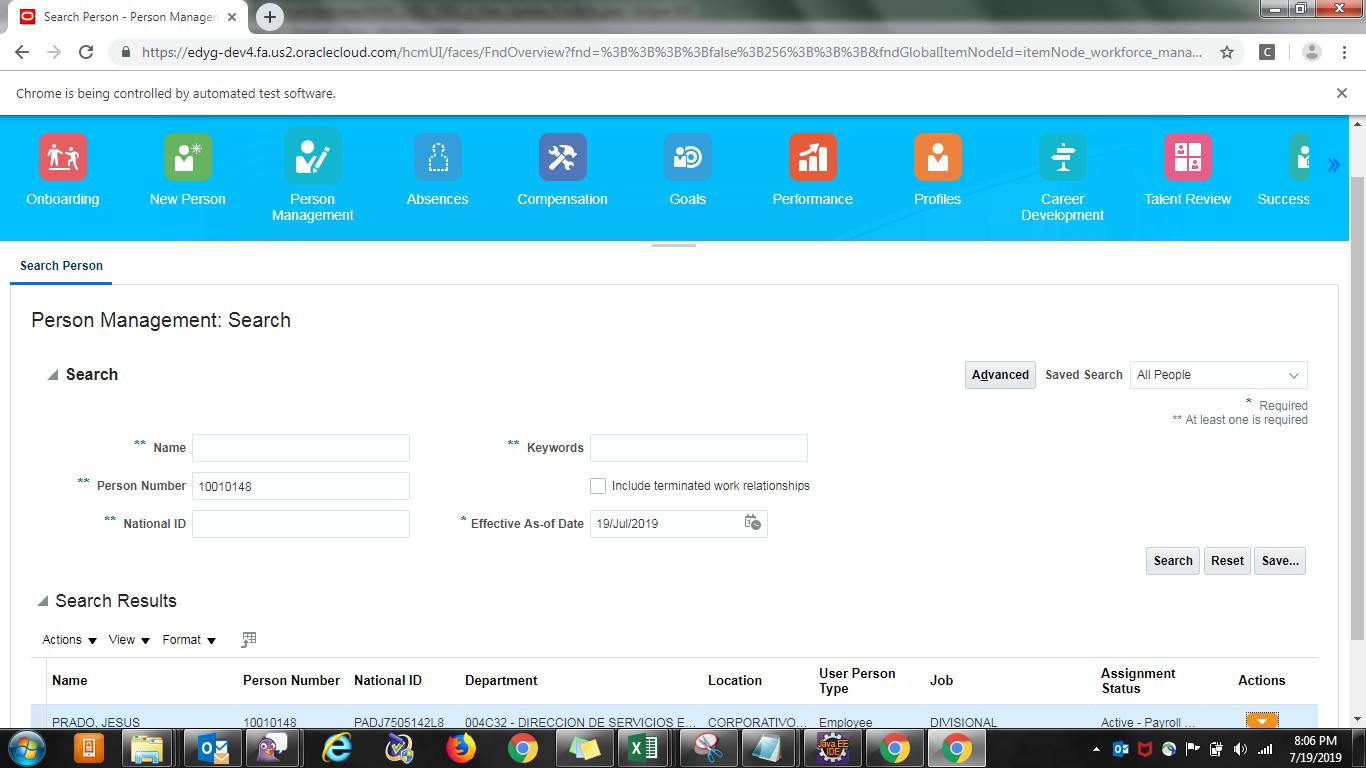 Search Person - Person Managem
https://edyg-dev4.fa.us2.oraclecloud.com/hcmUI/faces/FndOverview?fnd=%3B%3B%3B%3Bfalse%3B256%3B%3B%3B&fndGlobalItemNodeId=itemNode_workforce_mana...
C
Chrome is being controlled by automated test software.
Onboarding
New Person
Person Management
Absences
Compensation
Goals
Performance
Profiles
Career Development
Talent Review
Success
Search Person
Person Management: Search
Search
Advanced Saved Search All People
* Required
** At least one is required
** Name ** Keywords
** Person Number 10010148 Include terminated work relationships
** National ID * Effective As-of Date 19/Jul/2019
Search Reset Save...
Search Results
Actions View Format
Name Person Number National ID Department Location User Person Type Job Assignment Status Actions
PRADO, JESUS 10010148 PADJ7505142L8 004C32 - DIRECCION DE SERVICIOS E... CORPORATIVO... Employee DIVISIONAL Active - Payroll ...
Java EE
IDE
8:06 PM
7/19/2019